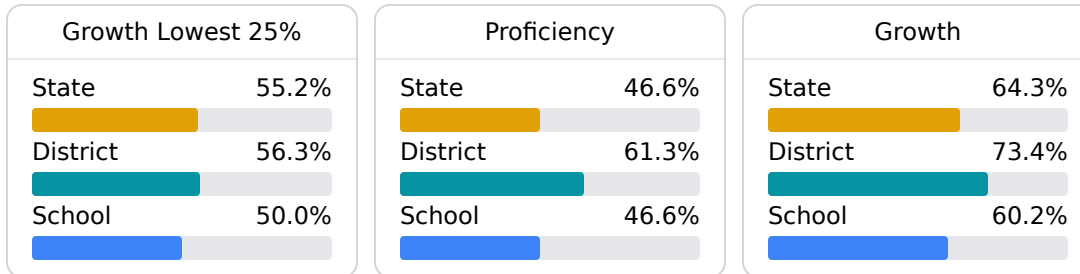 Growth Lowest 25%
State 55.2%
District 56.3%
School 50.0%
Proficiency
State 46.6%
District 61.3%
School 46.6%
Growth
State 64.3%
District 73.4%
School 60.2%